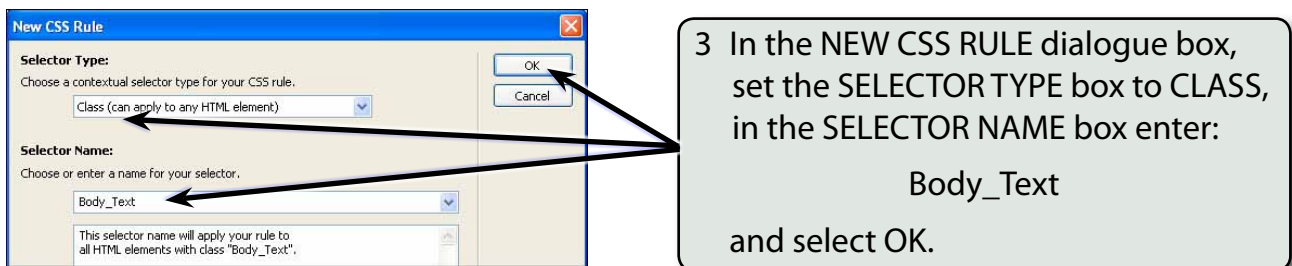 New CSS Rule
Selector Type:
Choose a contextual selector type for your CSS rule.
Class (can apply to any HTML element)
OK
Cancel
Selector Name:
Choose or enter a name for your selector.
Body_Text
This selector name will apply your rule to
all HTML elements with class "Body_Text".
3 In the NEW CSS RULE dialogue box,
set the SELECTOR TYPE box to CLASS,
in the SELECTOR NAME box enter:
Body_Text
and select OK.